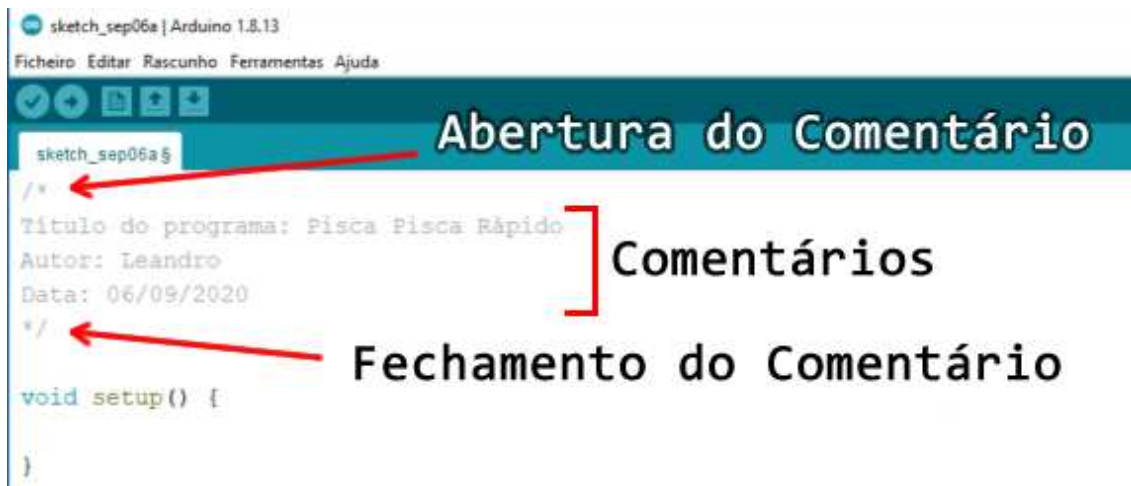 sketch_sep06a | Arduino 1.8.13
Ficheiro Editar Rascunho Ferramentas Ajuda
Abertura do Comentário
sketch_sep06a §
/*
Título do programa: Pisca Pisca Rápido
Autor: Leandro
Comentários
Data: 06/09/2020
*/
Fechamento do Comentário
void setup() {
}